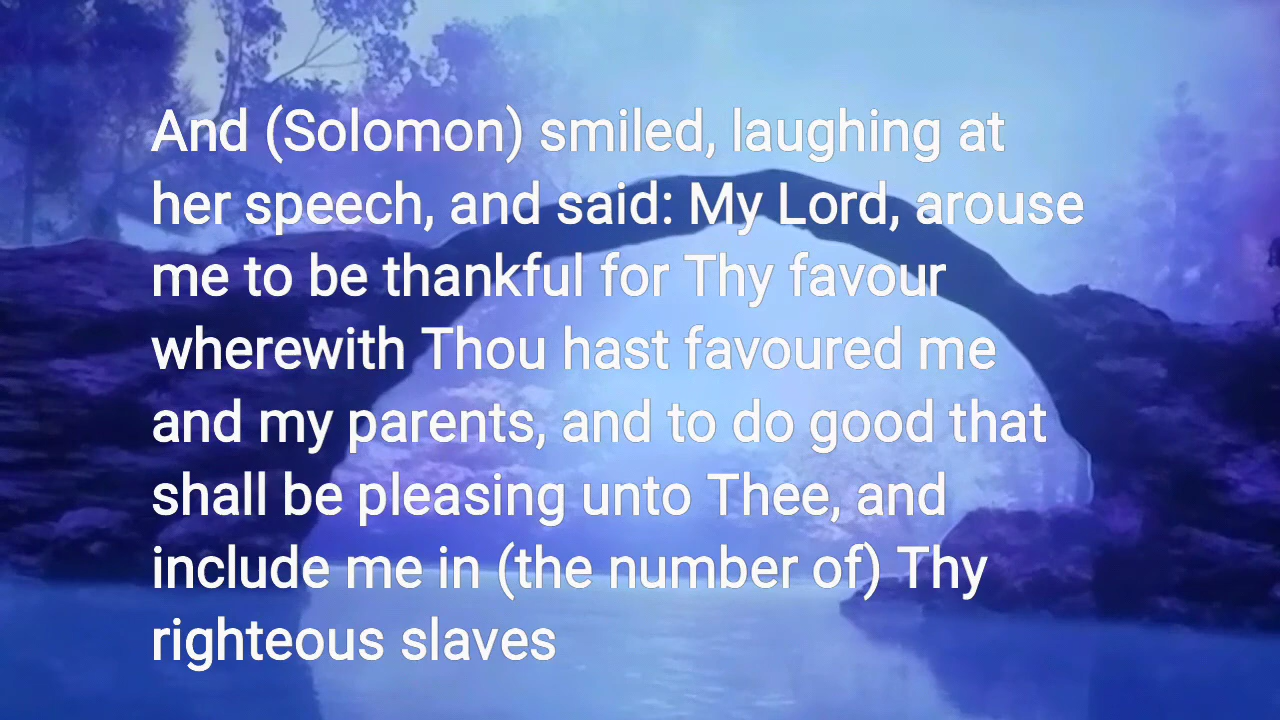 And (Solomon) smiled, laughing at
her speech, and said: My Lord, arouse
me to be thankful for Thy favour
wherewith Thou hast favoured me
and my parents, and to do good that
shall be pleasing unto Thee, and
include me in (the number of) Thy
righteous slaves